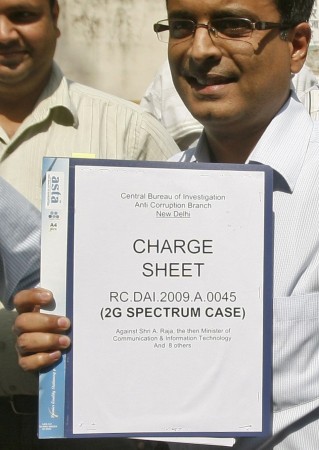 asta
A4
Central Bureau of Investigation
Anti Corruption Branch
New Delhi
CHARGE
SHEET
RC.DAI.2009.A.0045
(2G SPECTRUM CASE)
Against Shri A. Raja, the then Minister of
Communication & Information Technology
And 8 others